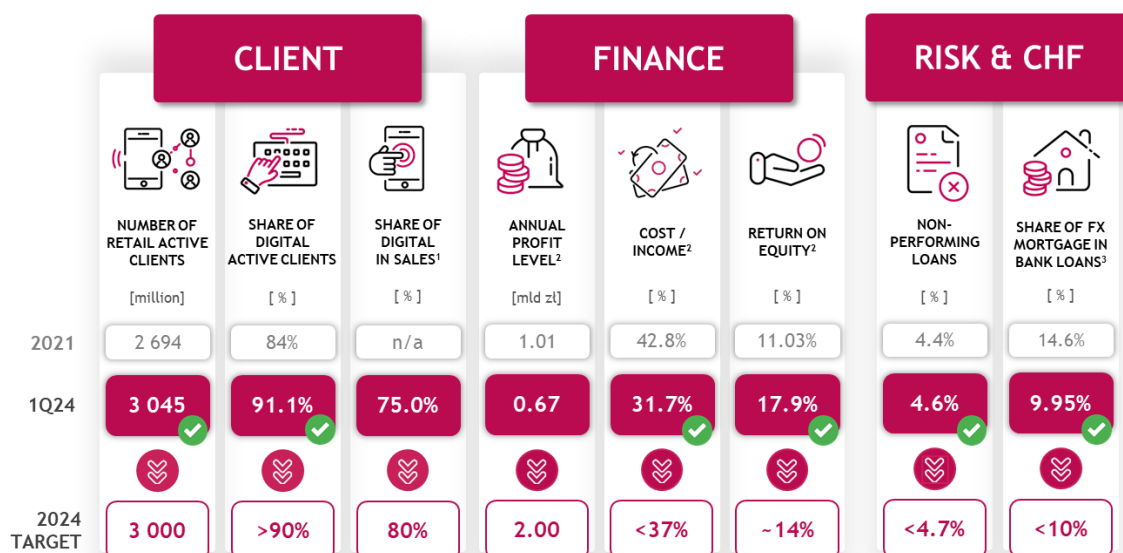 CLIENT
FINANCE
RISK & CHF
NUMBER OF
RETAIL ACTIVE
CLIENTS
[million]
SHARE OF
DIGITAL
ACTIVE CLIENTS
[ % ]
SHARE OF
DIGITAL
IN SALES¹
[ % ]
ANNUAL
PROFIT
LEVEL²
[mld zł]
COST /
INCOME²
[ % ]
RETURN ON
EQUITY²
[ % ]
NON-
PERFORMING
LOANS
[ % ]
SHARE OF FX
MORTGAGE IN
BANK LOANS³
[ % ]
2021
2 694
84%
n/a
1.01
42.8%
11.03%
4.4%
14.6%
1Q24
3 045
91.1%
75.0%
0.67
31.7%
17.9%
4.6%
9.95%
2024
TARGET
3 000
>90%
80%
2.00
<37%
~14%
<4.7%
<10%